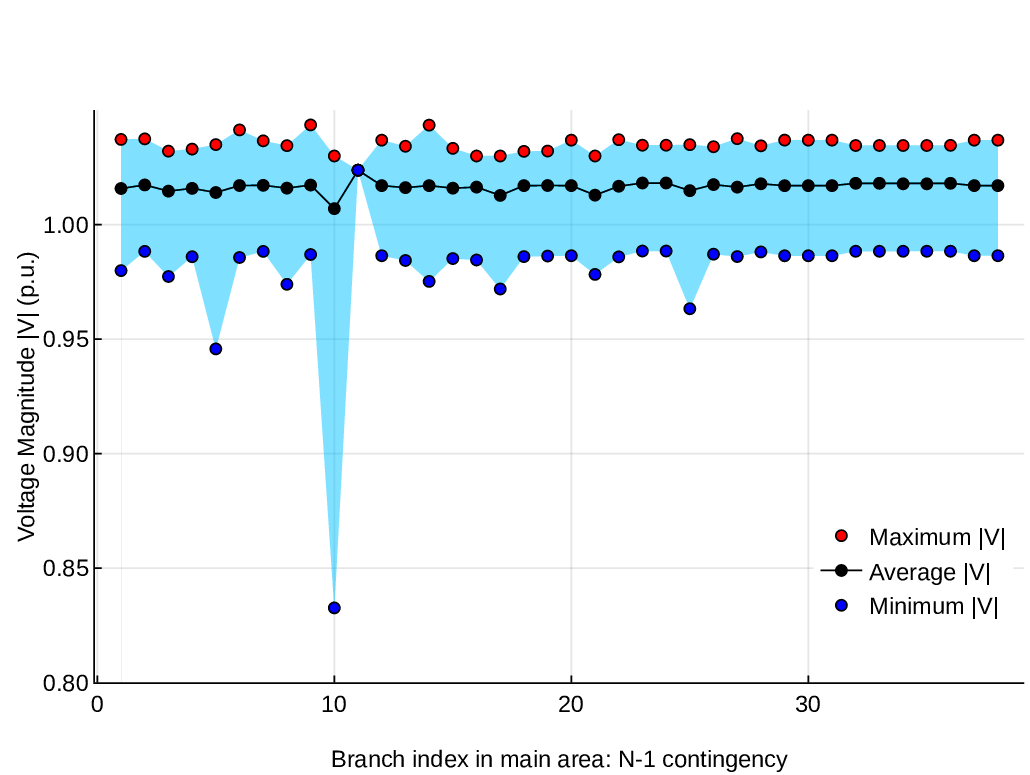 Voltage Magnitude |V| (p.u.)
1.00
0.95
0.90
0.85
0.80
0
10
20
30
Maximum |V|
Average |V|
Minimum |V|
Branch index in main area: N-1 contingency